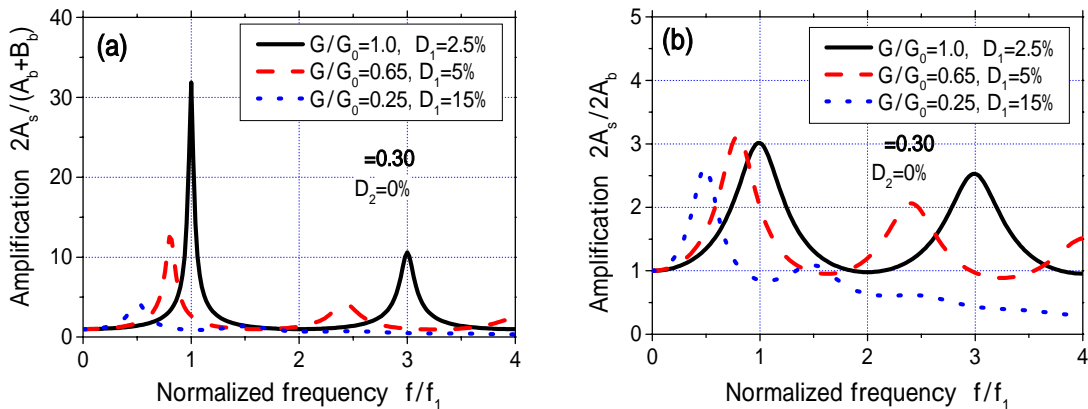 (a)
G/G0=1.0, D1=2.5%
G/G0=0.65, D1=5%
G/G0=0.25, D1=15%
=0.30
D2=0%
Amplification 2As/(Ab+Bb)
40
30
20
10
0
0 1 2 3 4
Normalized frequency f/f1
(b)
G/G0=1.0, D1=2.5%
G/G0=0.65, D1=5%
G/G0=0.25, D1=15%
=0.30
D2=0%
Amplification 2As/2Ab
5
4
3
2
1
0
0 1 2 3 4
Normalized frequency f/f1